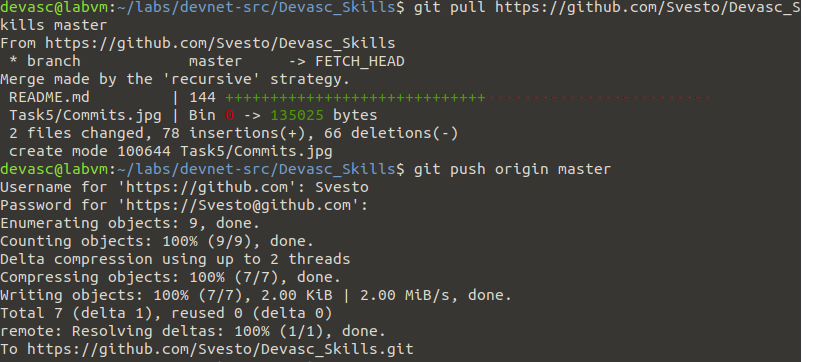 devasc@labvm:~/labs/devnet-src/Devasc_Skills$ git pull https://github.com/Svesto/Devasc_S
kills master
From https://github.com/Svesto/Devasc_Skills
 * branch            master     -> FETCH_HEAD
Merge made by the 'recursive' strategy.
 README.md         | 144 +++++++++++++++++++++++++++++-------------------------
 Task5/Commits.jpg | Bin 0 -> 135025 bytes
 2 files changed, 78 insertions(+), 66 deletions(-)
 create mode 100644 Task5/Commits.jpg
devasc@labvm:~/labs/devnet-src/Devasc_Skills$ git push origin master
Username for 'https://github.com': Svesto
Password for 'https://Svesto@github.com':
Enumerating objects: 9, done.
Counting objects: 100% (9/9), done.
Delta compression using up to 2 threads
Compressing objects: 100% (7/7), done.
Writing objects: 100% (7/7), 2.00 KiB | 2.00 MiB/s, done.
Total 7 (delta 1), reused 0 (delta 0)
remote: Resolving deltas: 100% (1/1), done.
To https://github.com/Svesto/Devasc_Skills.git